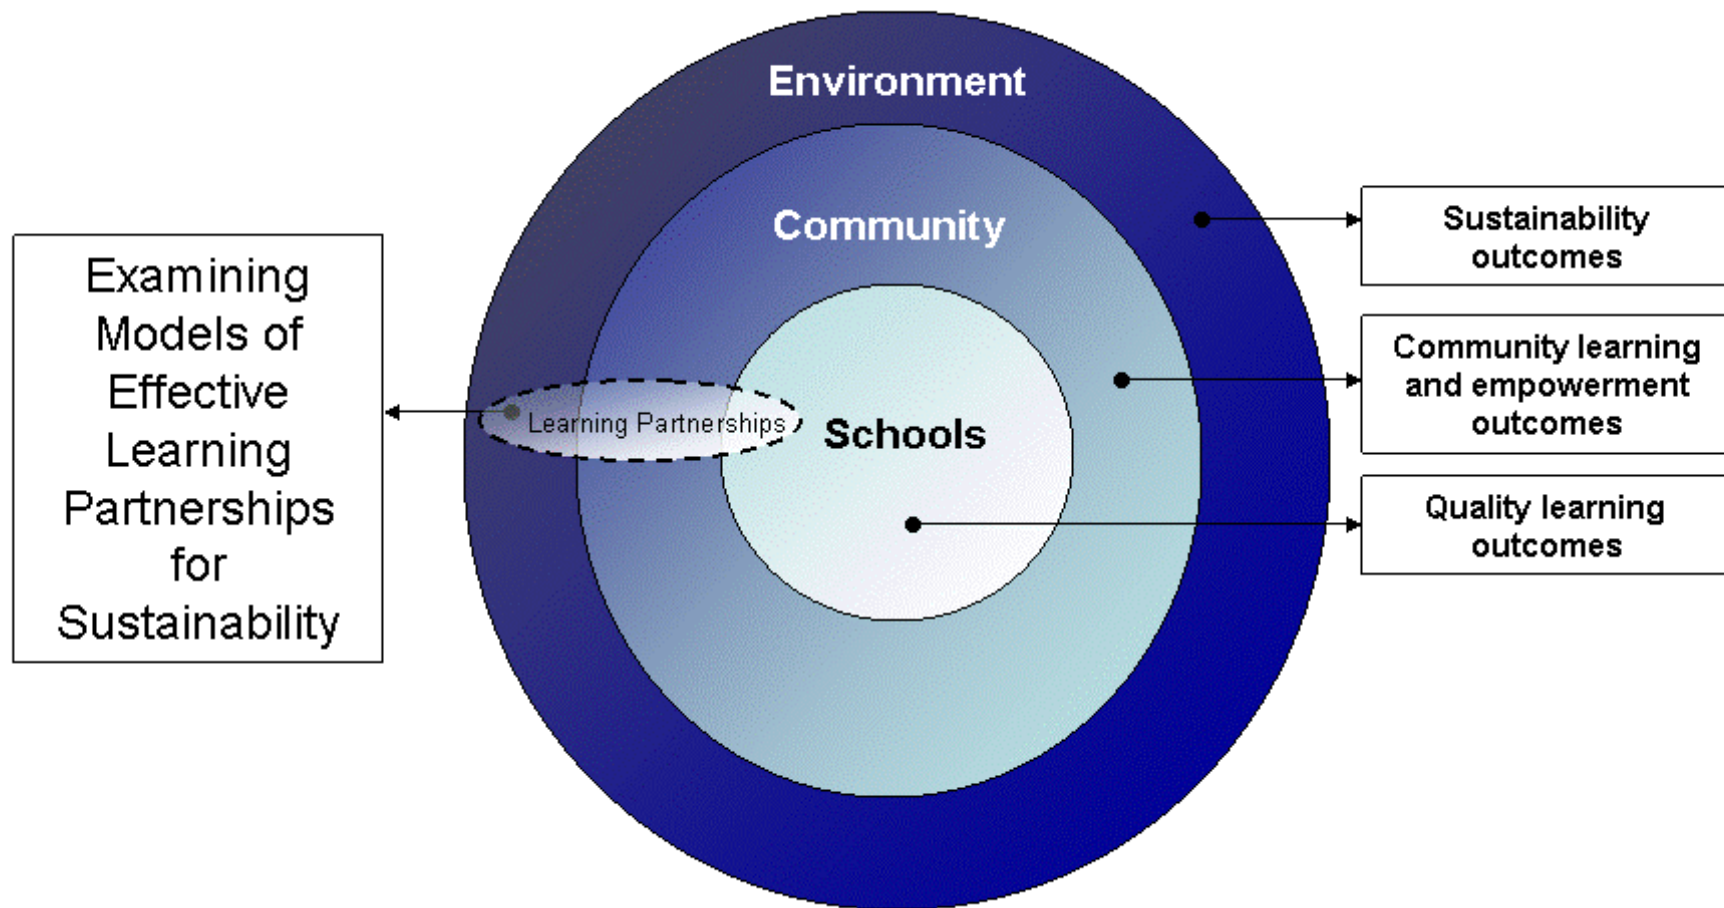 Environment
Community
Schools
Learning Partnerships
Examining
Models of
Effective
Learning
Partnerships
for
Sustainability
Sustainability
outcomes
Community learning
and empowerment
outcomes
Quality learning
outcomes